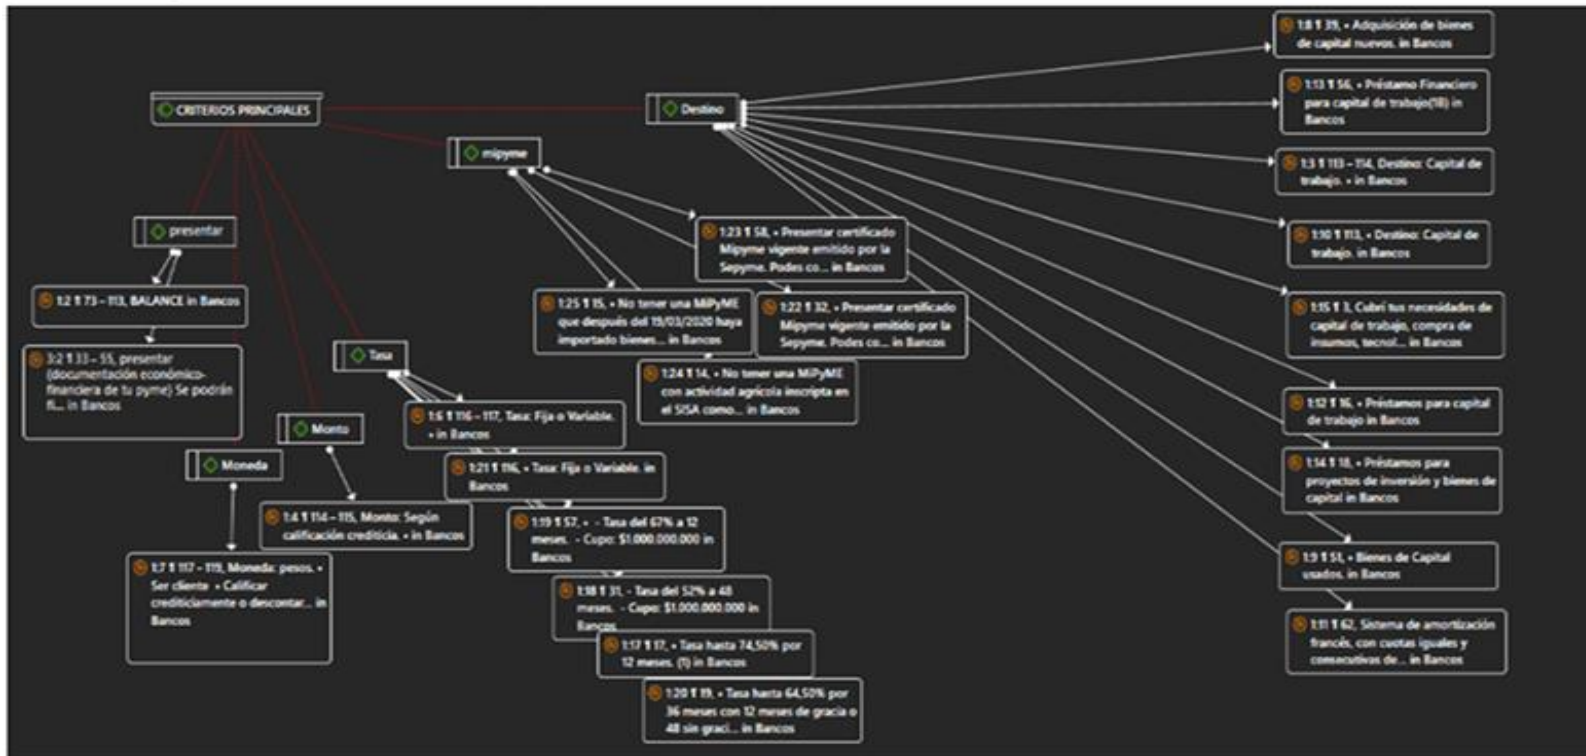 CRITERIOS PRINCIPALES
Destino
mipyme
presentar
Tasa
Monto
Moneda
1:2 ¶ 73 – 113, BALANCE in Bancos
3:2 ¶ 33 – 55, presentar
(documentación económico-
financiera de tu pyme) Se podrán
fi... in Bancos
1:7 ¶ 117 – 119, Moneda: pesos. •
Ser cliente • Calificar
crediticiamente o descontar... in
Bancos
1:4 ¶ 114 – 115, Monto: Según
calificación crediticia. • in Bancos
1:6 ¶ 116 – 117, Tasa: Fija o Variable.
• in Bancos
1:21 ¶ 116, • Tasa: Fija o Variable. in
Bancos
1:19 ¶ 57, • - Tasa del 67% a 12
meses. - Cupo: $1.000.000.000 in
Bancos
1:18 ¶ 31, - Tasa del 52% a 48
meses. - Cupo: $1.000.000.000 in
Bancos
1:17 ¶ 17, • Tasa hasta 74,50% por
12 meses. (1) in Bancos
1:20 ¶ 19, • Tasa hasta 64,50% por
36 meses con 12 meses de gracia o
48 sin graci... in Bancos
1:23 ¶ 58, • Presentar certificado
Mipyme vigente emitido por la
Sepyme. Podes co... in Bancos
1:25 ¶ 15, • No tener una MiPyME
que después del 19/03/2020 haya
importado bienes... in Bancos
1:22 ¶ 32, • Presentar certificado
Mipyme vigente emitido por la
Sepyme. Podes co... in Bancos
1:24 ¶ 14, • No tener una MiPyME
con actividad agrícola inscripta en
el SISA como... in Bancos
1:8 ¶ 39, • Adquisición de bienes
de capital nuevos. in Bancos
1:13 ¶ 56, • Préstamo Financiero
para capital de trabajo(1B) in
Bancos
1:3 ¶ 113 – 114, Destino: Capital de
trabajo. • in Bancos
1:10 ¶ 113, • Destino: Capital de
trabajo. in Bancos
1:15 ¶ 3, Cubrí tus necesidades de
capital de trabajo, compra de
insumos, tecnol... in Bancos
1:12 ¶ 16, • Préstamos para capital
de trabajo in Bancos
1:14 ¶ 18, • Préstamos para
proyectos de inversión y bienes de
capital in Bancos
1:9 ¶ 51, • Bienes de Capital
usados. in Bancos
1:11 ¶ 62, Sistema de amortización
francés, con cuotas iguales y
consecutivas de... in Bancos